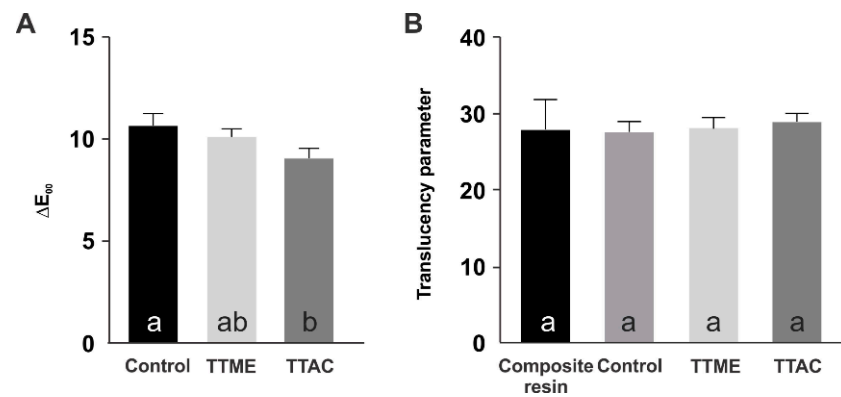 A
15
10
5
0
ΔE₀₀
a
ab
b
Control TTME TTAC
B
40
30
20
10
0
Translucency parameter
a
a
a
a
Composite resin
Control TTME TTAC